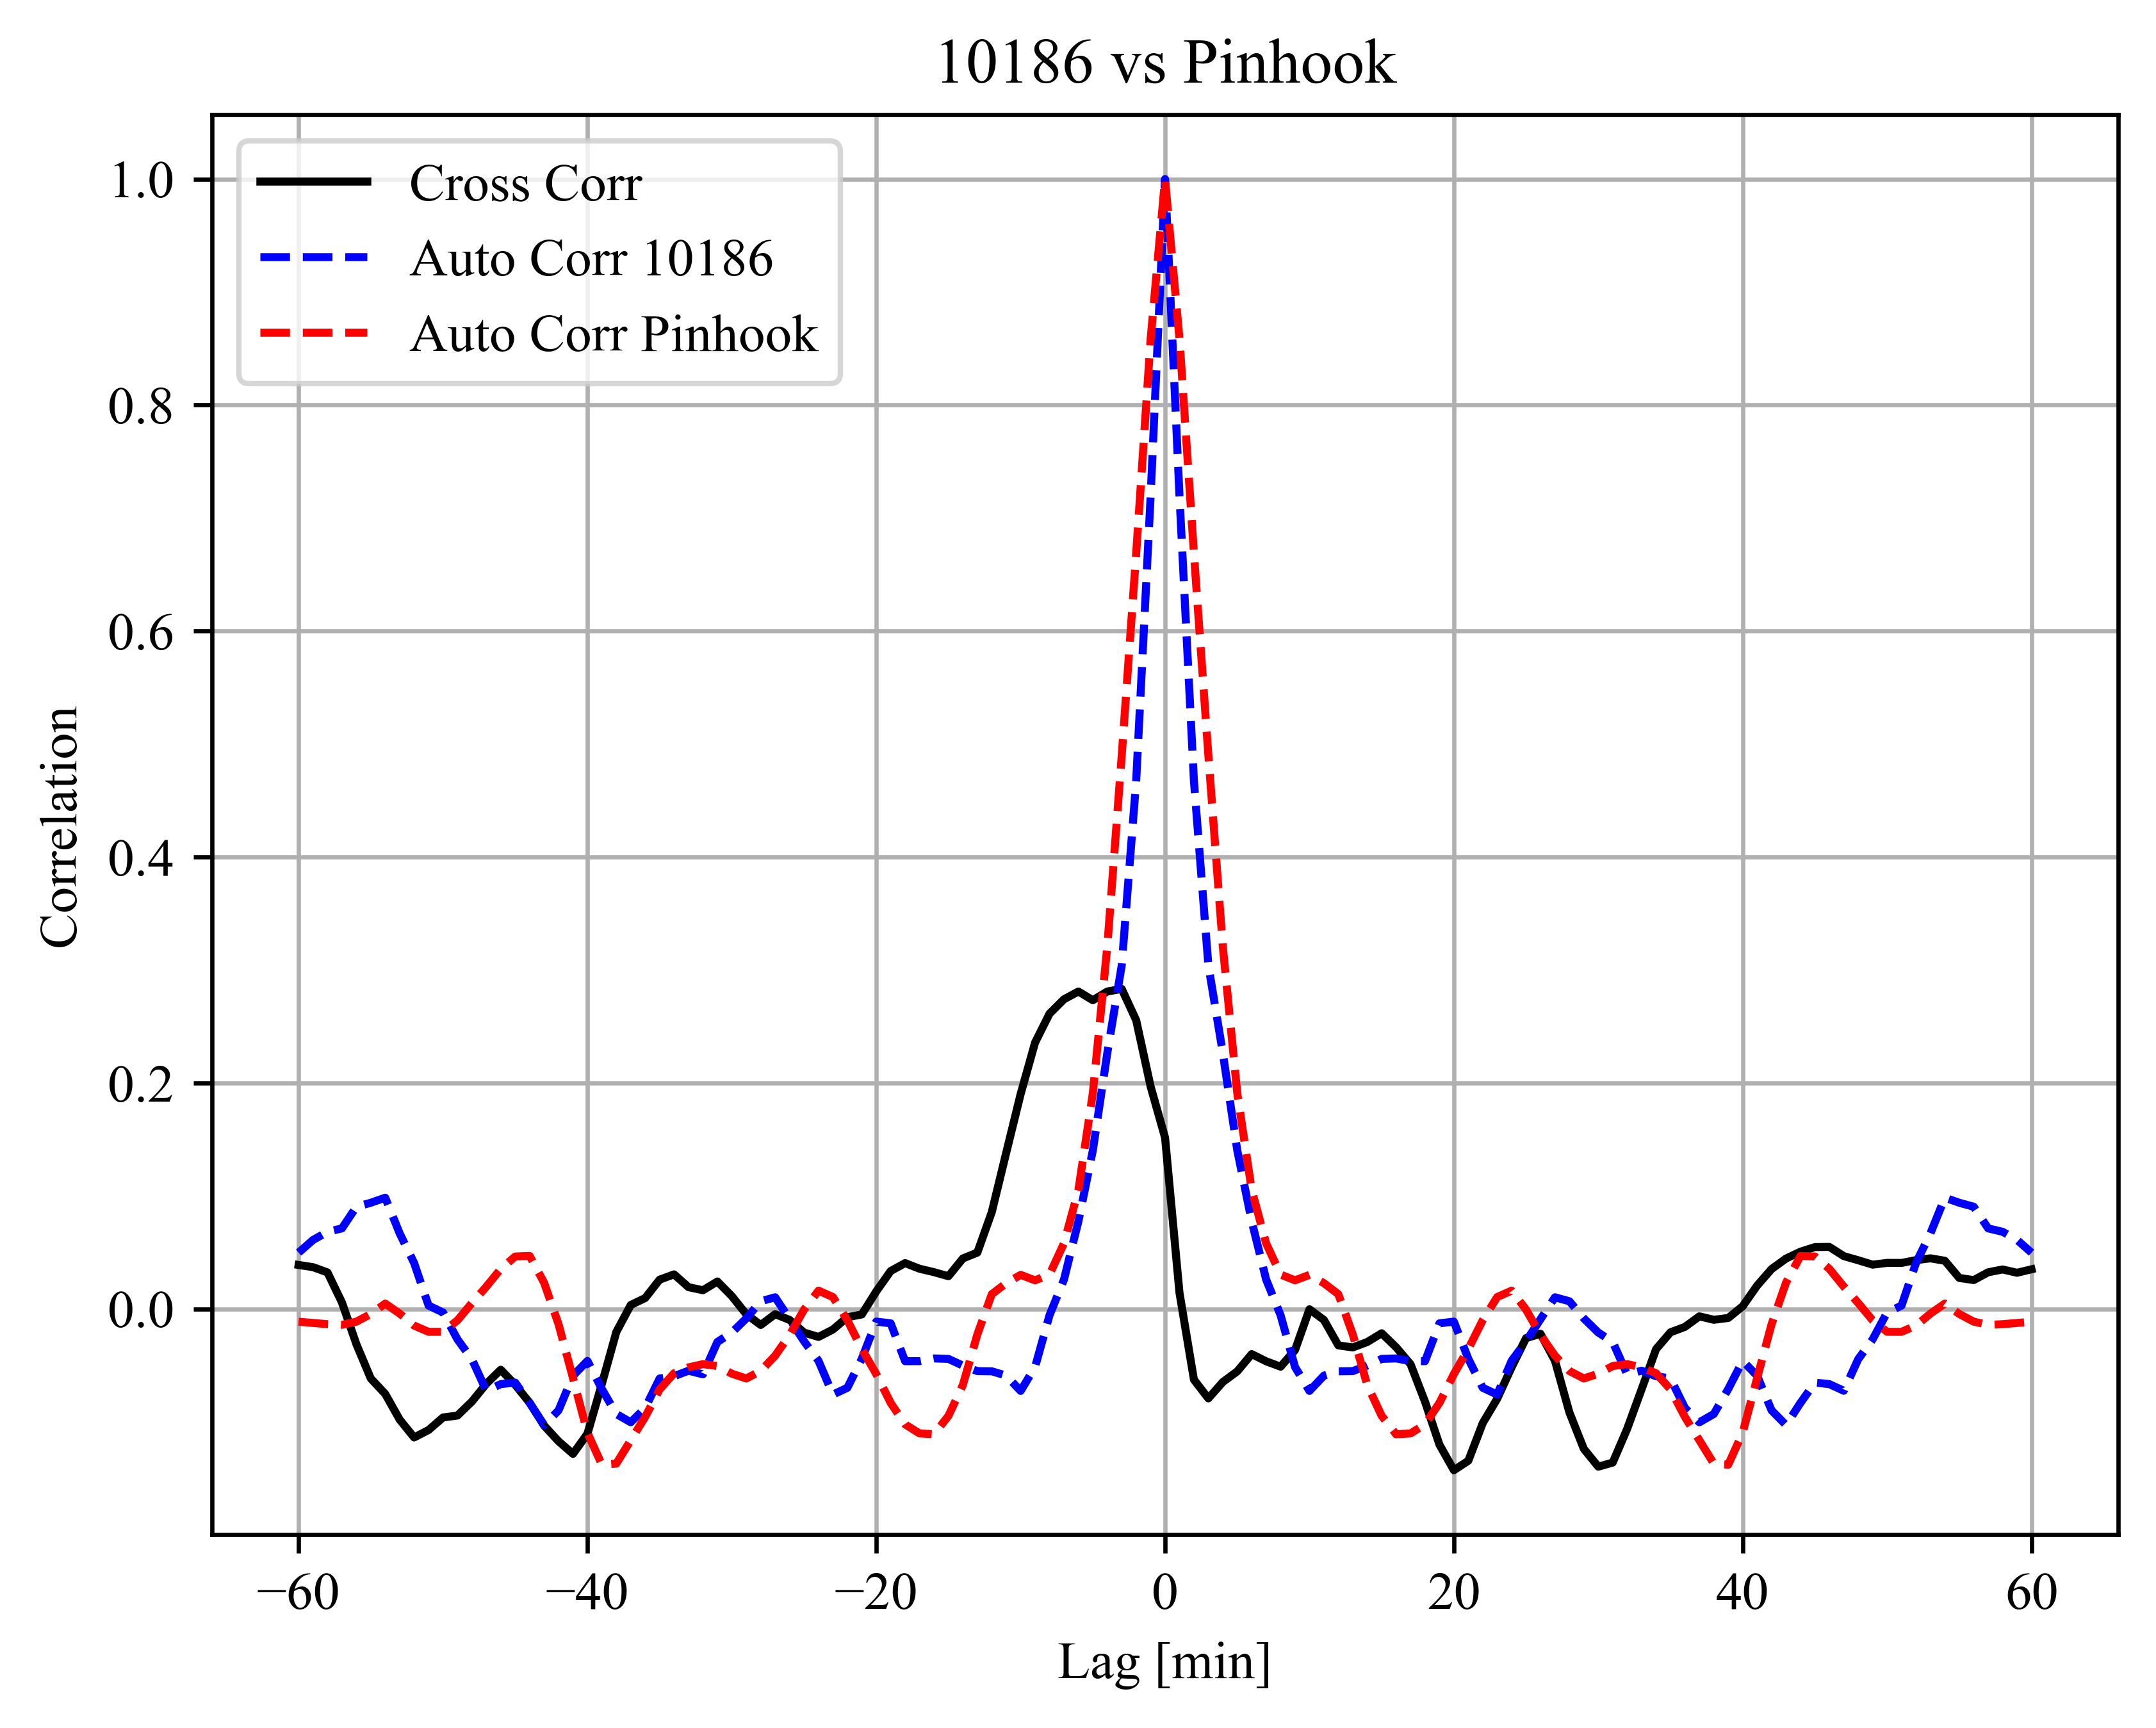 10186 vs Pinhook
Cross Corr
Auto Corr 10186
Auto Corr Pinhook
1.0
0.8
0.6
0.4
0.2
0.0
Correlation
−60 −40 −20 0 20 40 60
Lag [min]